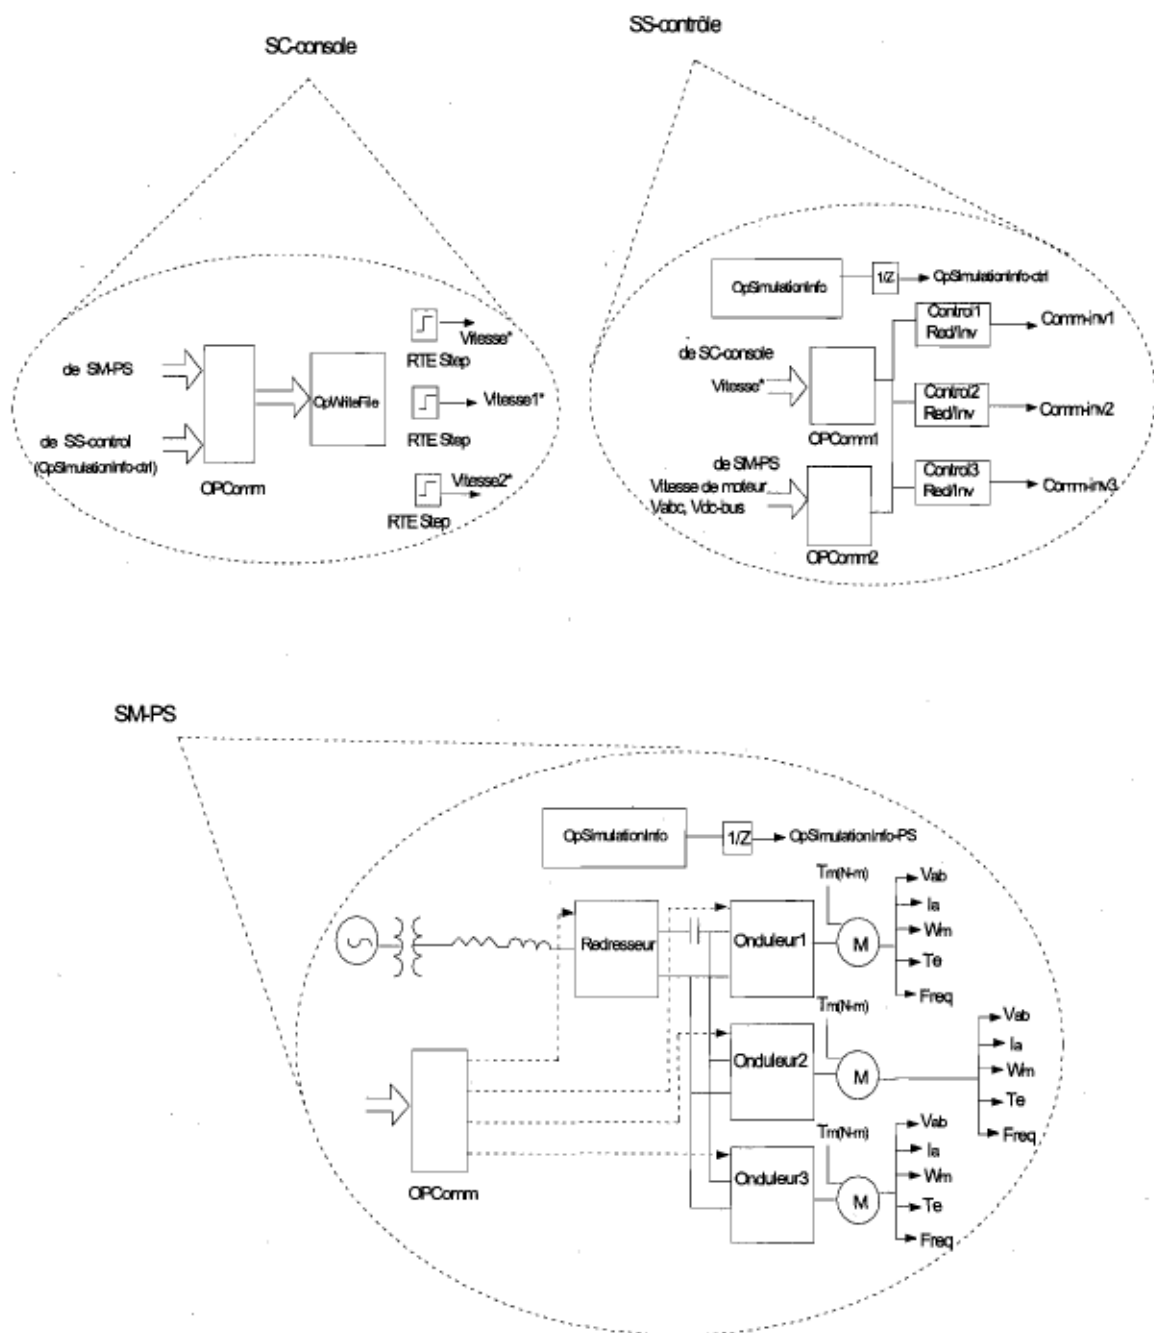 SC-console
SS-contrôle
de SM-PS
de SS-control
(OpSimulationInfo-ctrl)
OPComm
OpWriteFile
Vitesse*
RTE Step
Vitesse1*
RTE Step
Vitesse2*
RTE Step
OpSimulationInfo
1/Z
OpSimulationInfo-ctrl
de SC-console
Vitesse*
OPComm1
de SM-PS
Vitesse de moteur
Vabc, Vdc-bus
OPComm2
Control1
Red/Inv
Comm-inv1
Control2
Red/Inv
Comm-inv2
Control3
Red/Inv
Comm-inv3
SM-PS
OpSimulationInfo
1/Z
OpSimulationInfo-PS
Redresseur
OPComm
Onduleur1
Tm(N-m)
M
Vab
Ia
Wm
Te
Freq
Onduleur2
Tm(N-m)
M
Vab
Ia
Wm
Te
Freq
Onduleur3
Tm(N-m)
M
Vab
Ia
Wm
Te
Freq